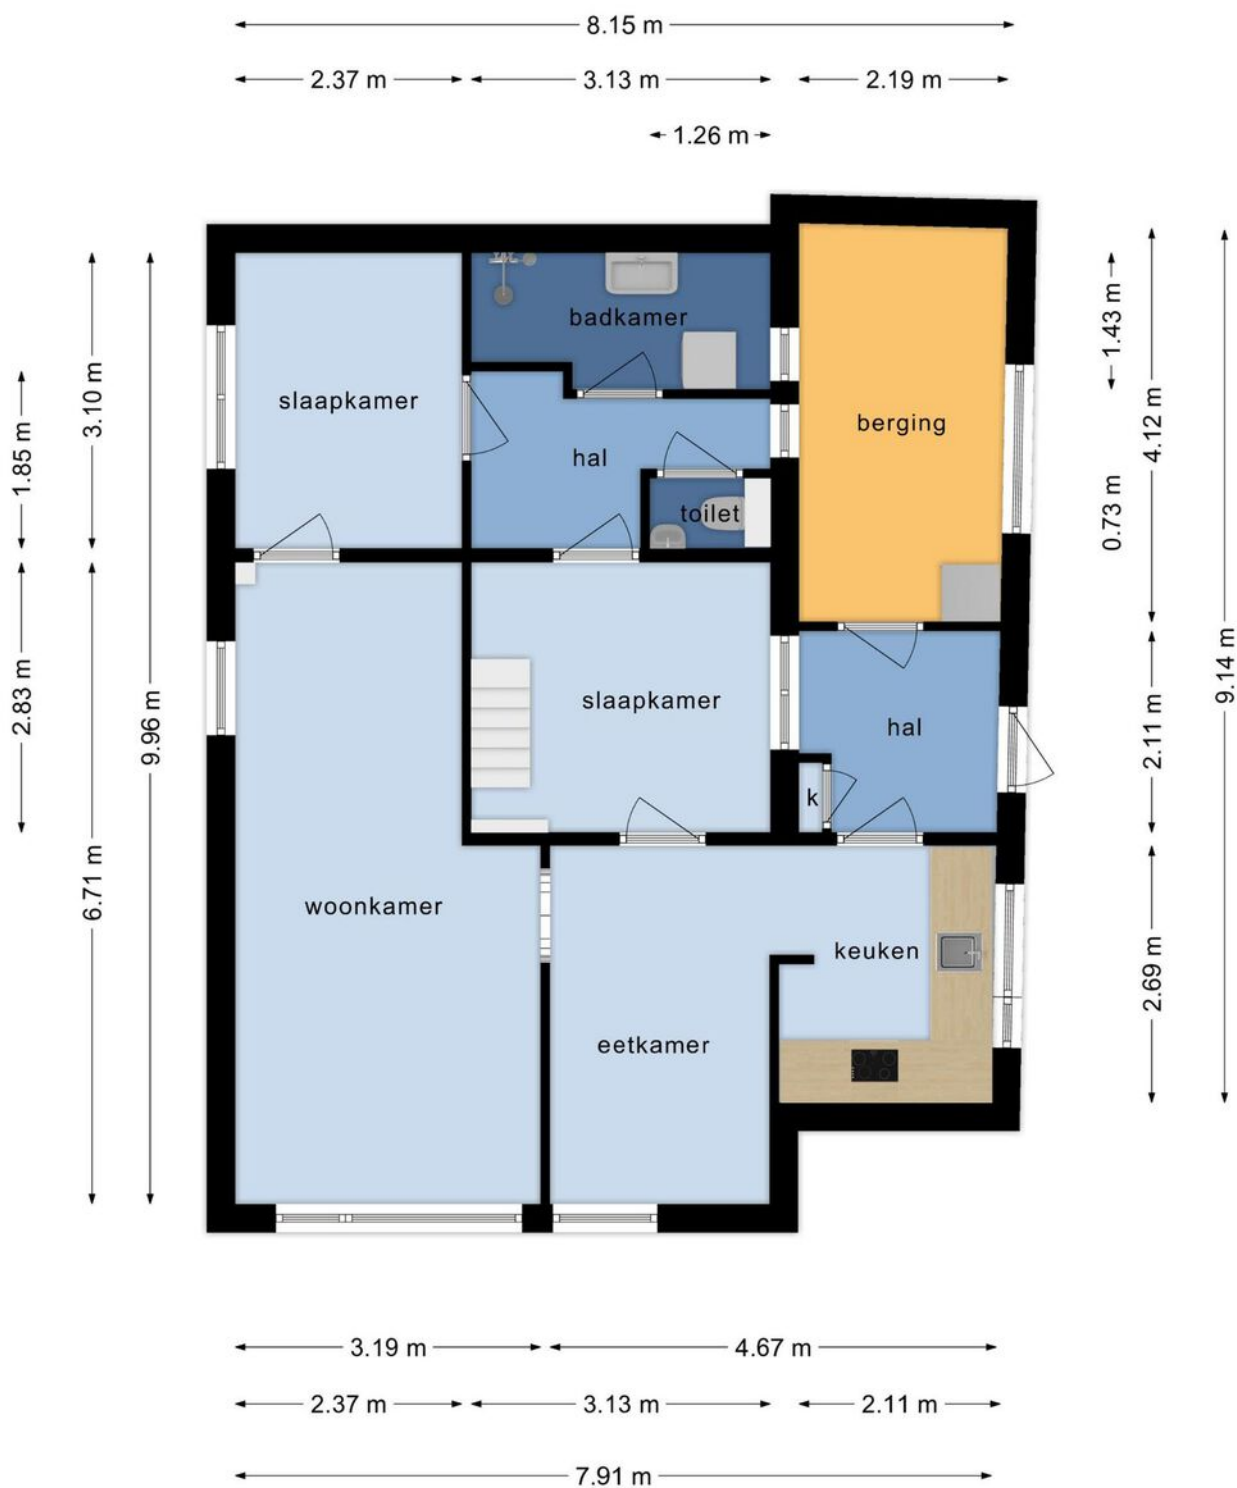 8.15 m
2.37 m
3.13 m
2.19 m
1.26 m
badkamer
slaapkamer
berging
hal
toilet
slaapkamer
hal
k
woonkamer
keuken
eetkamer
1.85 m
2.83 m
3.10 m
6.71 m
9.96 m
1.43 m
0.73 m
4.12 m
2.11 m
2.69 m
9.14 m
3.19 m
4.67 m
2.37 m
3.13 m
2.11 m
7.91 m